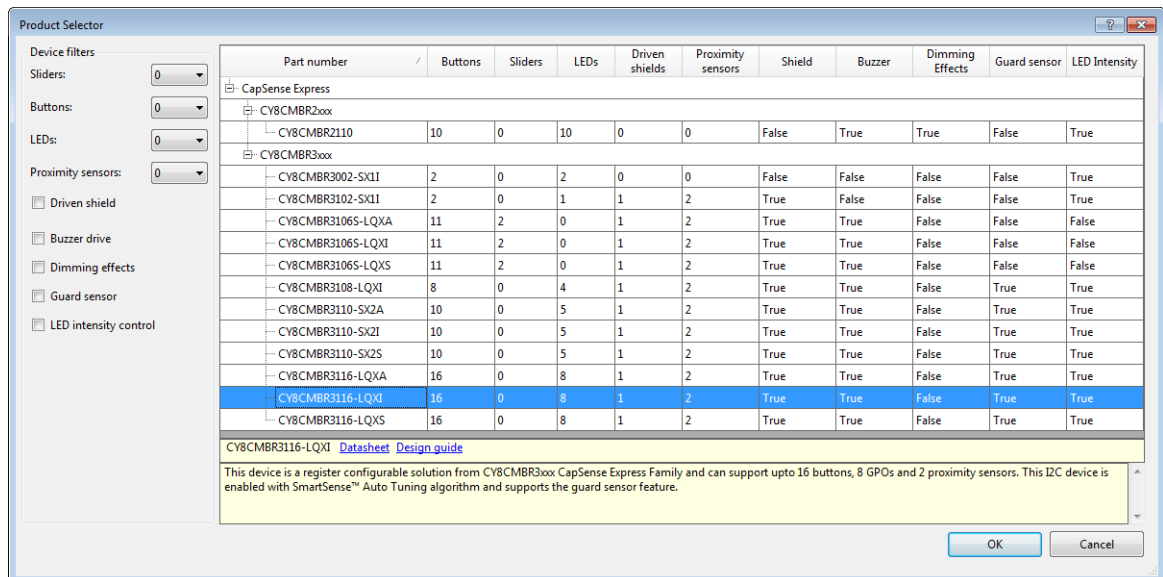 Product Selector
Device filters
Sliders: 0
Buttons: 0
LEDs: 0
Proximity sensors: 0
Driven shield
Buzzer drive
Dimming effects
Guard sensor
LED intensity control
Part number Buttons Sliders LEDs Driven shields Proximity sensors Shield Buzzer Dimming Effects Guard sensor LED Intensity
CapSense Express
CY8CMBR2xxx
CY8CMBR2110 10 0 10 0 0 False True True False True
CY8CMBR3xxx
CY8CMBR3002-SX1I 2 0 2 0 0 False False False False True
CY8CMBR3102-SX1I 2 0 1 1 2 True False False False True
CY8CMBR3106S-LQXA 11 2 0 1 2 True True False False False
CY8CMBR3106S-LQXI 11 2 0 1 2 True True False False False
CY8CMBR3106S-LQXS 11 2 0 1 2 True True False False False
CY8CMBR3108-LQXI 8 0 4 1 2 True True False True True
CY8CMBR3110-SX2A 10 0 5 1 2 True True False True True
CY8CMBR3110-SX2I 10 0 5 1 2 True True False True True
CY8CMBR3110-SX2S 10 0 5 1 2 True True False True True
CY8CMBR3116-LQXA 16 0 8 1 2 True True False True True
CY8CMBR3116-LQXI 16 0 8 1 2 True True False True True
CY8CMBR3116-LQXS 16 0 8 1 2 True True False True True
CY8CMBR3116-LQXI Datasheet Design guide
This device is a register configurable solution from CY8CMBR3xxx CapSense Express Family and can support upto 16 buttons, 8 GPOs and 2 proximity sensors. This I2C device is
enabled with SmartSense™ Auto Tuning algorithm and supports the guard sensor feature.
OK Cancel